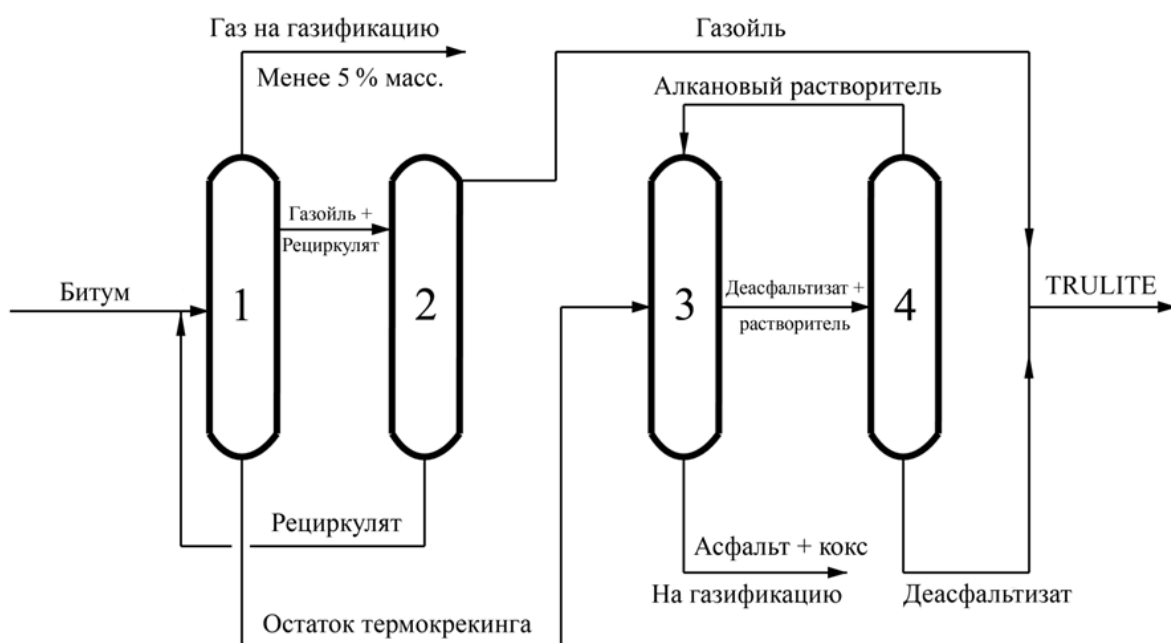 Газ на газификацию
Менее 5 % масс.
Газойль
Алкановый растворитель
Газойль +
Рециркулят
Битум
1
2
3
Деасфальтизат +
растворитель
4
TRULITE
Рециркулят
Асфальт + кокс
На газификацию
Деасфальтизат
Остаток термокрекинга